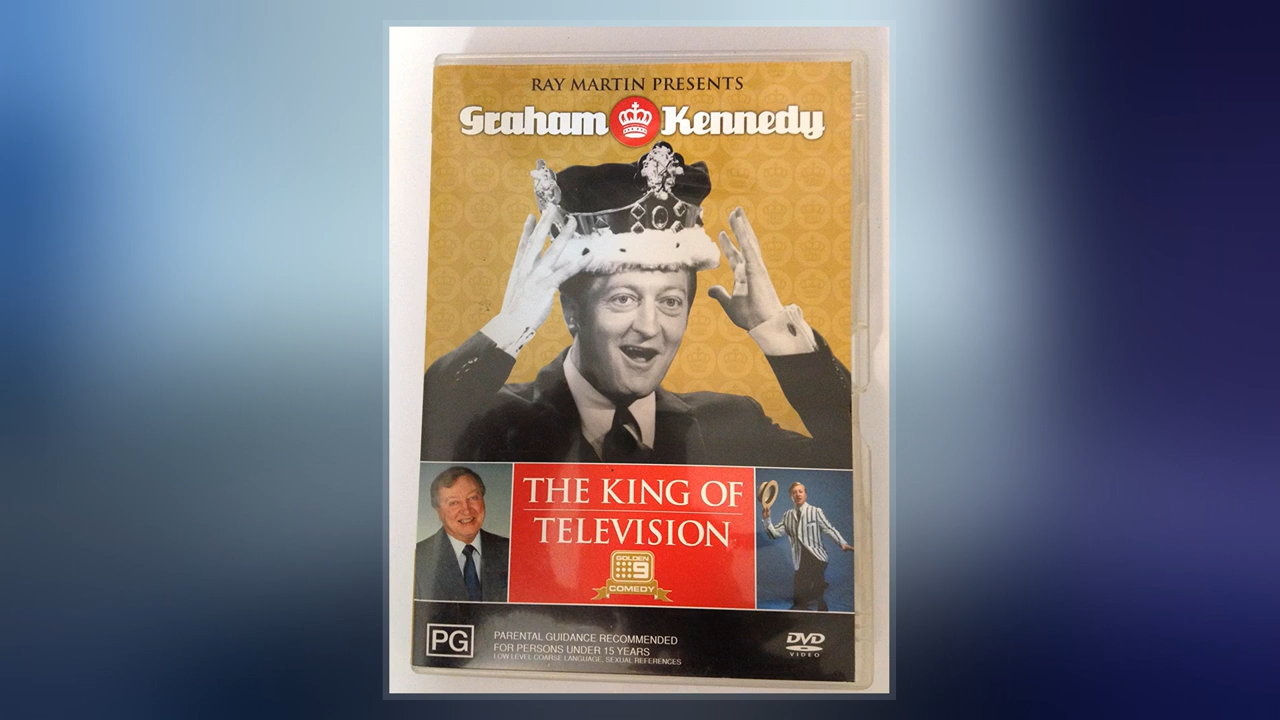 RAY MARTIN PRESENTS
Graham Kennedy
THE KING OF
TELEVISION
GOLDEN
9
COMEDY
PG
PARENTAL GUIDANCE RECOMMENDED
FOR PERSONS UNDER 15 YEARS
LOW LEVEL COARSE LANGUAGE, SEXUAL REFERENCES
DVD
VIDEO